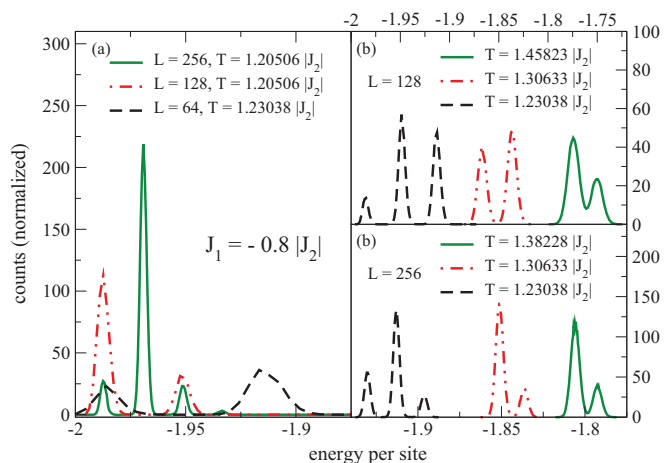 -2 -1.95 -1.9 -1.85 -1.8 -1.75
300
250
200
150
100
50
0
counts (normalized)
(a)
L = 256, T = 1.20506 |J2|
L = 128, T = 1.20506 |J2|
L = 64, T = 1.23038 |J2|
J1 = - 0.8 |J2|
-2 -1.95 -1.9
(b)
L = 128
T = 1.45823 |J2|
T = 1.30633 |J2|
T = 1.23038 |J2|
100
80
60
40
20
0
(b)
L = 256
T = 1.38228 |J2|
T = 1.30633 |J2|
T = 1.23038 |J2|
200
150
100
50
0
-1.9 -1.85 -1.8
energy per site